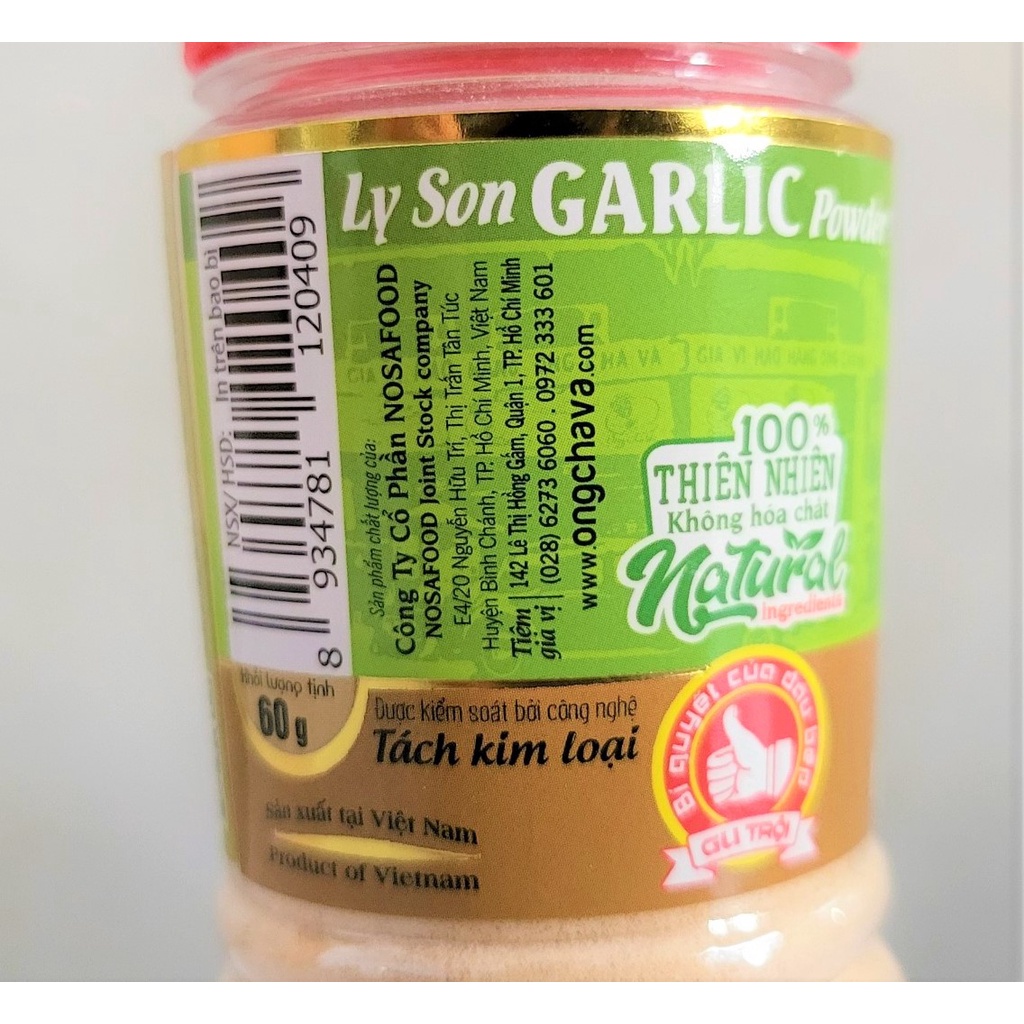 Ly Son GARLIC Powder
NSX/ HSD: In trên bao bì
8 934781 120409
Sản phẩm chất lượng của:
Công Ty Cổ Phần NOSAFOOD
NOSAFOOD Joint Stock company
E4/20 Nguyễn Hữu Trí, Thị Trấn Tân Túc
Huyện Bình Chánh, TP. Hồ Chí Minh, Việt Nam
Tiệm gia vị | 142 Lê Thị Hồng Gấm, Quận 1, TP. Hồ Chí Minh
(028) 6273 6060 . 0972 333 601
www.ongchava.com
100%
THIÊN NHIÊN
Không hóa chất
Natural
Ingredients
Khối lượng tịnh
60g
Được kiểm soát bởi công nghệ
Tách kim loại
Sản xuất tại Việt Nam
Product of Vietnam
Bí quyết của đầu bếp